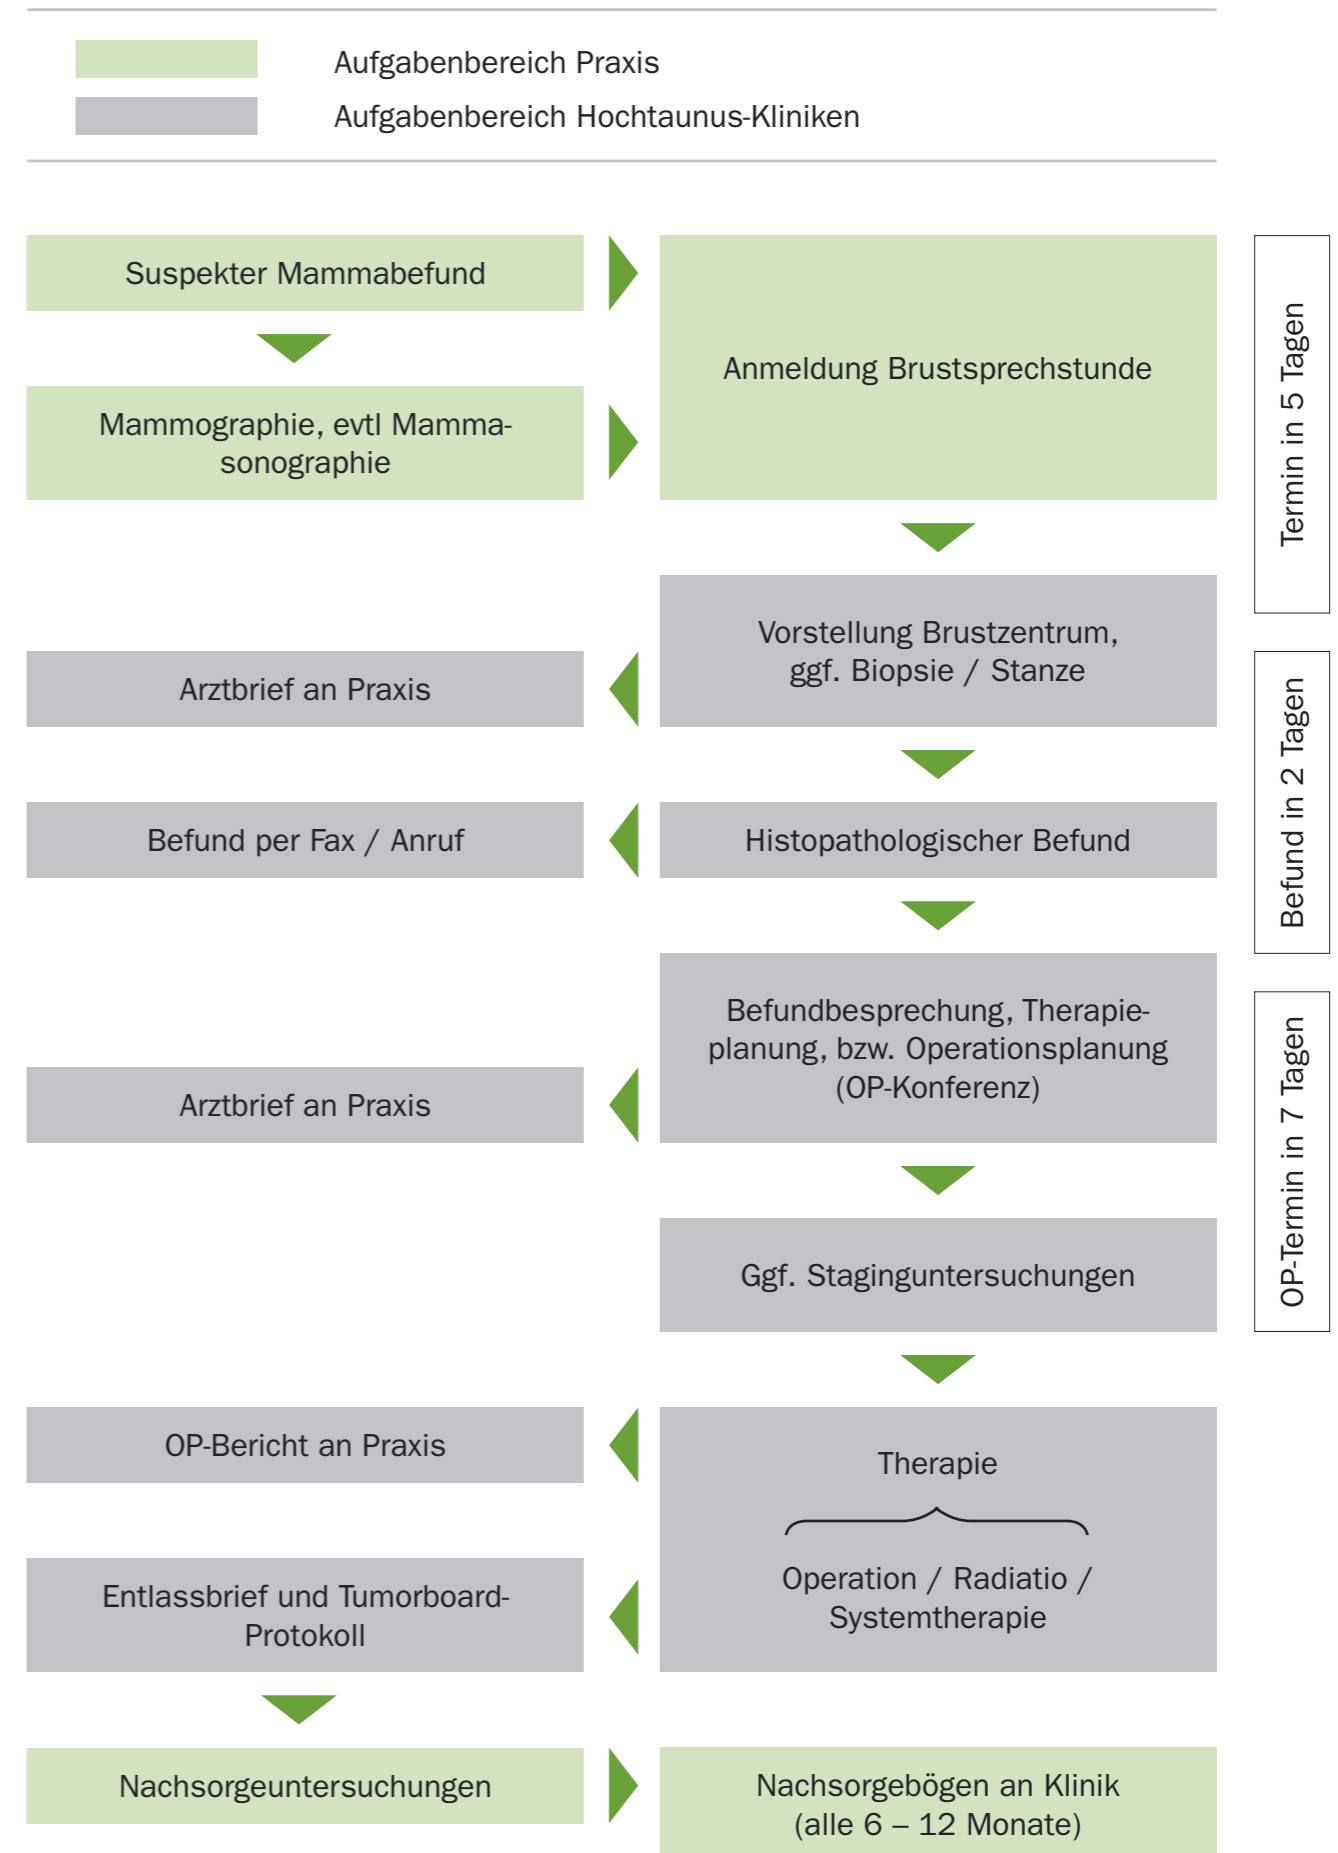 Aufgabenbereich Praxis
Aufgabenbereich Hochtaunus-Kliniken
Suspekter Mammabefund
Anmeldung Brustsprechstunde
Mammographie, evtl Mamma-
sonographie
Termin in 5 Tagen
Vorstellung Brustzentrum,
ggf. Biopsie / Stanze
Arztbrief an Praxis
Befund in 2 Tagen
Befund per Fax / Anruf
Histopathologischer Befund
Befundbesprechung, Therapie-
planung, bzw. Operationsplanung
(OP-Konferenz)
Arztbrief an Praxis
OP-Termin in 7 Tagen
Ggf. Staginguntersuchungen
OP-Bericht an Praxis
Therapie
Operation / Radiatio /
Systemtherapie
Entlassbrief und Tumorboard-
Protokoll
Nachsorgeuntersuchungen
Nachsorgebögen an Klinik
(alle 6 – 12 Monate)